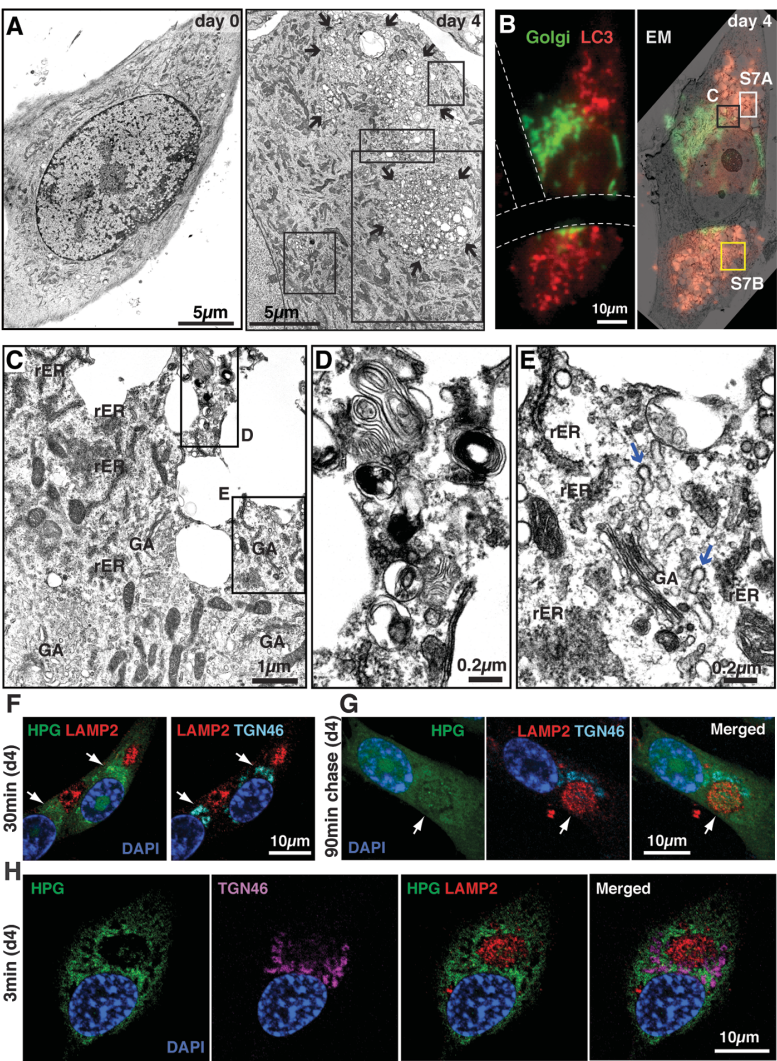 A
day 0
5µm
day 4
5µm
B
Golgi LC3
10µm
EM
day 4
S7A
C
S7B
C
rER
rER
rER
rER
GA
GA
GA
GA
D
E
1µm
D
0.2µm
E
rER
rER
rER
rER
GA
0.2µm
F
30min (d4)
HPG LAMP2
DAPI
LAMP2 TGN46
10µm
G
90min chase (d4)
HPG
DAPI
LAMP2 TGN46
Merged
10µm
H
3min (d4)
HPG
DAPI
TGN46
HPG LAMP2
Merged
10µm